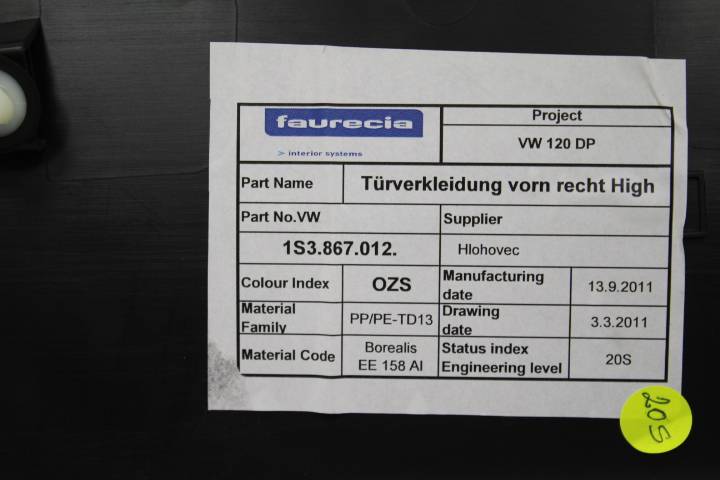 faurecia
> interior systems
Project
VW 120 DP
Part Name
Türverkleidung vorn recht High
Part No.VW
Supplier
1S3.867.012.
Hlohovec
Colour Index
OZS
Manufacturing
date
13.9.2011
Material
Family
PP/PE-TD13
Drawing
date
3.3.2011
Material Code
Borealis
EE 158 AI
Status index
Engineering level
20S
20S